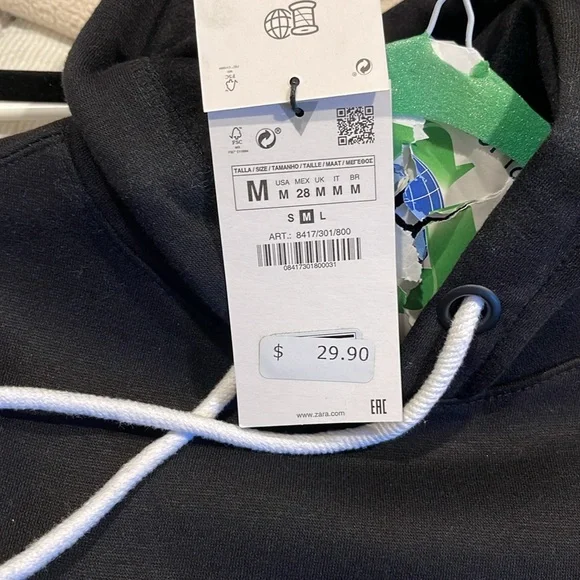 FSC
TALLA / SIZE / TAMANHO / TAILLE / MAAT / ΜΕΓΕΘΟΣ
M USA MEX UK IT BR
M 28 M M M
S M L
ART.: 8417/301/800
08417301800031
$ 29.90
www.zara.com
EAC